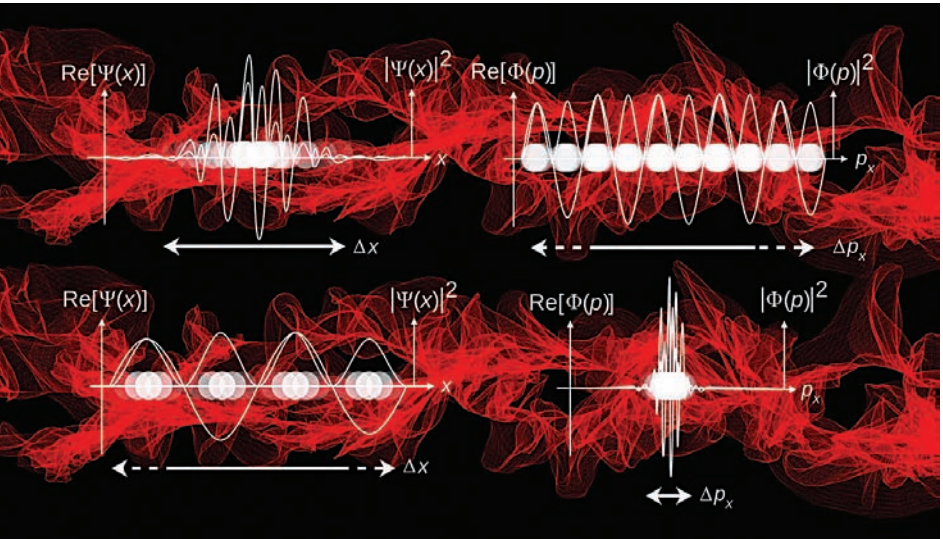 Re[Ψ(x)]
|Ψ(x)|²
Re[Φ(p)]
|Φ(p)|²
x
pₓ
Δx
Δpₓ
Re[Ψ(x)]
|Ψ(x)|²
Re[Φ(p)]
|Φ(p)|²
x
pₓ
Δx
Δpₓ